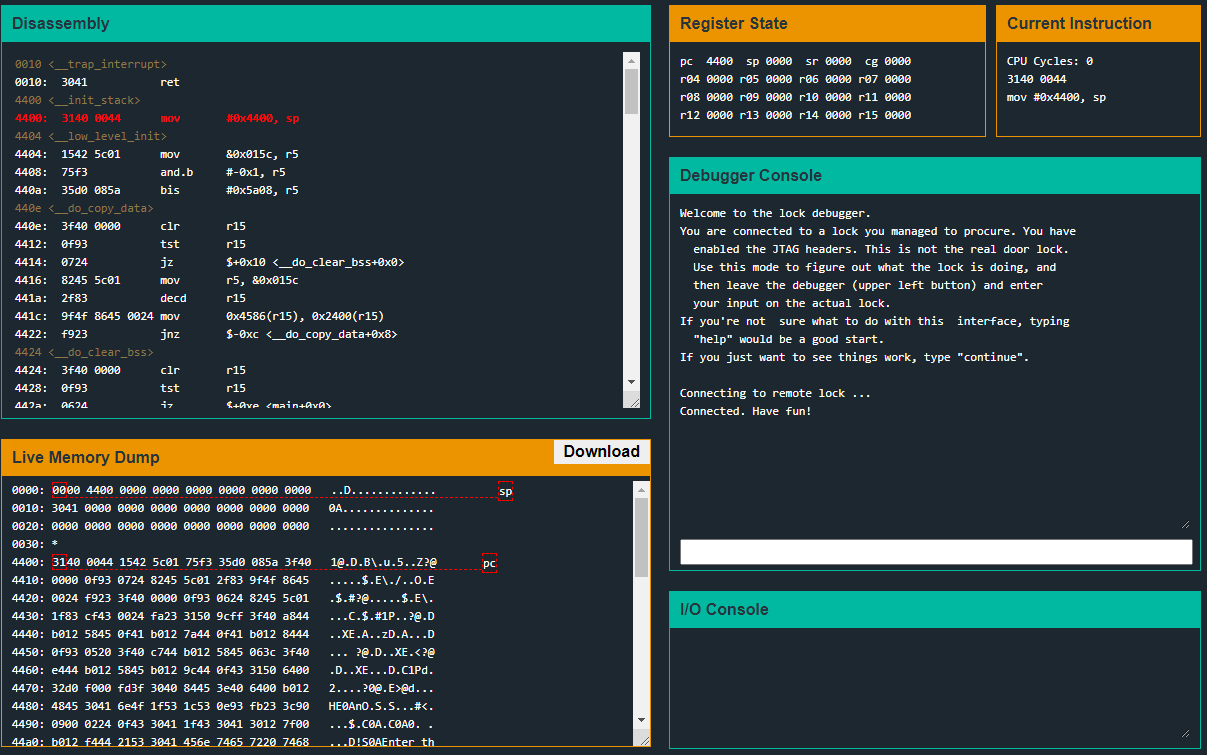 Disassembly
0010 <__trap_interrupt>
0010: 3041 ret
4400 <__init_stack>
4400: 3140 0044 mov #0x4400, sp
4404 <__low_level_init>
4404: 1542 5c01 mov &0x015c, r5
4408: 75f3 and.b #-0x1, r5
440a: 35d0 085a bis #0x5a08, r5
440e <__do_copy_data>
440e: 3f40 0000 clr r15
4412: 0f93 tst r15
4414: 0724 jz $+0x10 <__do_clear_bss+0x0>
4416: 8245 5c01 mov r5, &0x015c
441a: 2f83 decd r15
441c: 9f4f 8645 0024 mov 0x4586(r15), 0x2400(r15)
4422: f923 jnz $-0xc <__do_copy_data+0x8>
4424 <__do_clear_bss>
4424: 3f40 0000 clr r15
4428: 0f93 tst r15
442a: 0624 jz $+0xe <main+0x0>
Live Memory Dump
Download
0000: 0000 4400 0000 0000 0000 0000 0000 0000 ..D............. sp
0010: 3041 0000 0000 0000 0000 0000 0000 0000 0A..............
0020: 0000 0000 0000 0000 0000 0000 0000 0000 ................
0030: *
4400: 3140 0044 1542 5c01 75f3 35d0 085a 3f40 1@.D.B\.u.5..Z?@ pc
4410: 0000 0f93 0724 8245 5c01 2f83 9f4f 8645 .....$.E\./..O.E
4420: 0024 f923 3f40 0000 0f93 0624 8245 5c01 .$.#?@.....$.E\.
4430: 1f83 cf43 0024 fa23 3150 9cff 3f40 a844 ...C.$.#1P..?@.D
4440: b012 5845 0f41 b012 7a44 0f41 b012 8444 ..XE.A..zD.A...D
4450: 0f93 0520 3f40 c744 b012 5845 063c 3f40 ... ?@.D..XE.<?@
4460: e444 b012 5845 b012 9c44 0f43 3150 6400 .D..XE...D.C1Pd.
4470: 32d0 f000 fd3f 3040 8445 3e40 6400 b012 2....?0@.E>@d...
4480: 4845 3041 6e4f 1f53 1c53 0e93 fb23 3c90 HE0AnO.S.S...#<.
4490: 0900 0224 0f43 3041 1f43 3041 3012 7f00 ...$.C0A.C0A0. .
44a0: b012 f444 2153 3041 456e 7465 7220 7468 ...D!S0AEnter th
Register State
pc 4400 sp 0000 sr 0000 cg 0000
r04 0000 r05 0000 r06 0000 r07 0000
r08 0000 r09 0000 r10 0000 r11 0000
r12 0000 r13 0000 r14 0000 r15 0000
Current Instruction
CPU Cycles: 0
3140 0044
mov #0x4400, sp
Debugger Console
Welcome to the lock debugger.
You are connected to a lock you managed to procure. You have
enabled the JTAG headers. This is not the real door lock.
Use this mode to figure out what the lock is doing, and
then leave the debugger (upper left button) and enter
your input on the actual lock.
If you're not sure what to do with this interface, typing
"help" would be a good start.
If you just want to see things work, type "continue".
Connecting to remote lock ...
Connected. Have fun!
I/O Console